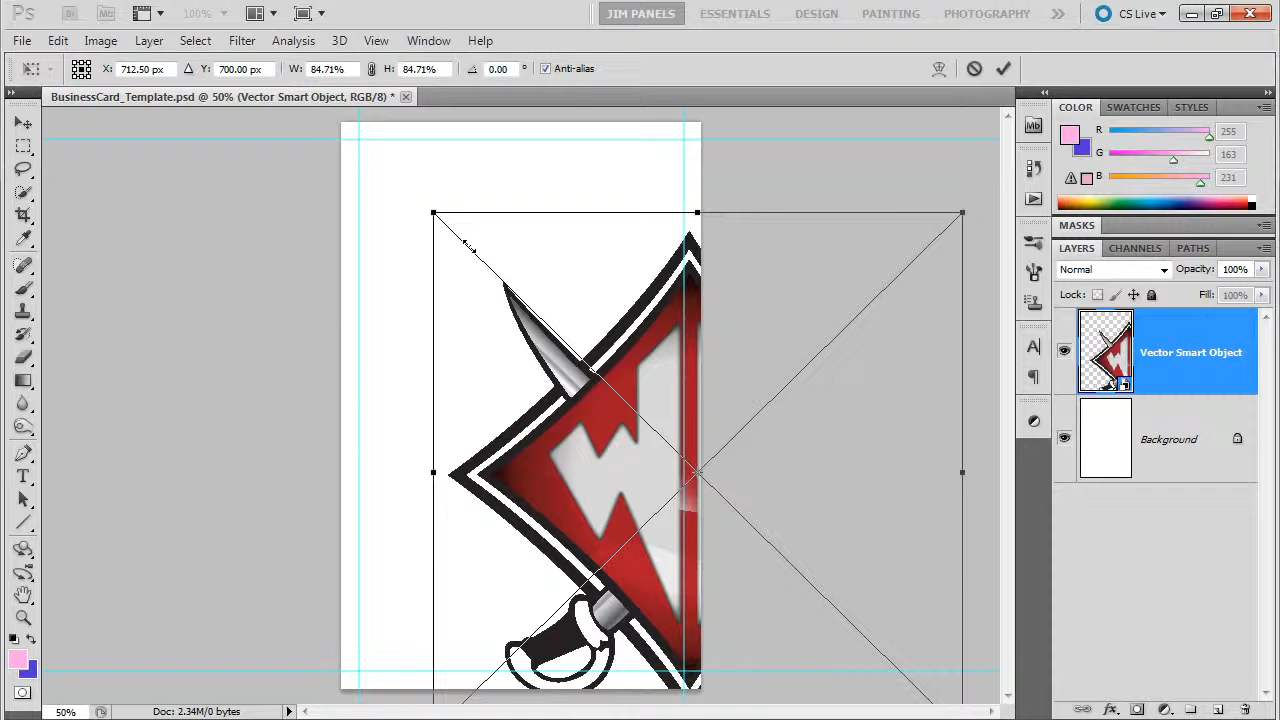 Ps Br Mb 100% JIM PANELS ESSENTIALS DESIGN PAINTING PHOTOGRAPHY CS Live
File Edit Image Layer Select Filter Analysis 3D View Window Help
X: 712.50 px Y: 700.00 px W: 84.71% H: 84.71% 0.00 ° Anti-alias
BusinessCard_Template.psd @ 50% (Vector Smart Object, RGB/8) *
COLOR SWATCHES STYLES
Mb
R 255
G 163
B 231
MASKS
LAYERS CHANNELS PATHS
Normal Opacity: 100%
Lock: Fill: 100%
Vector Smart Object
Background
50% Doc: 2.34M/0 bytes